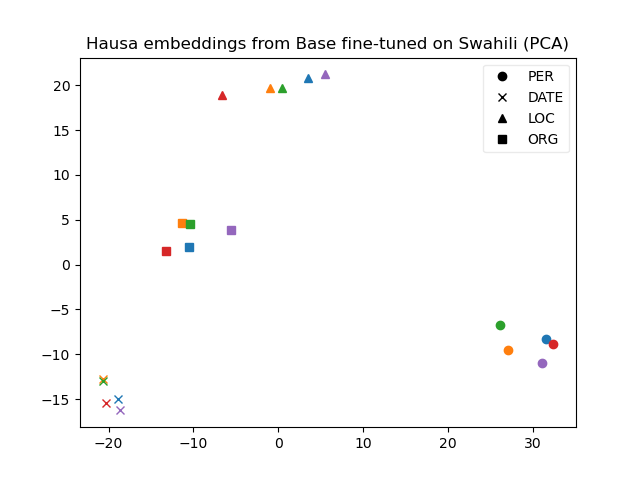 Hausa embeddings from Base fine-tuned on Swahili (PCA)
PER
DATE
LOC
ORG
20
15
10
5
0
−5
−10
−15
−20 −10 0 10 20 30